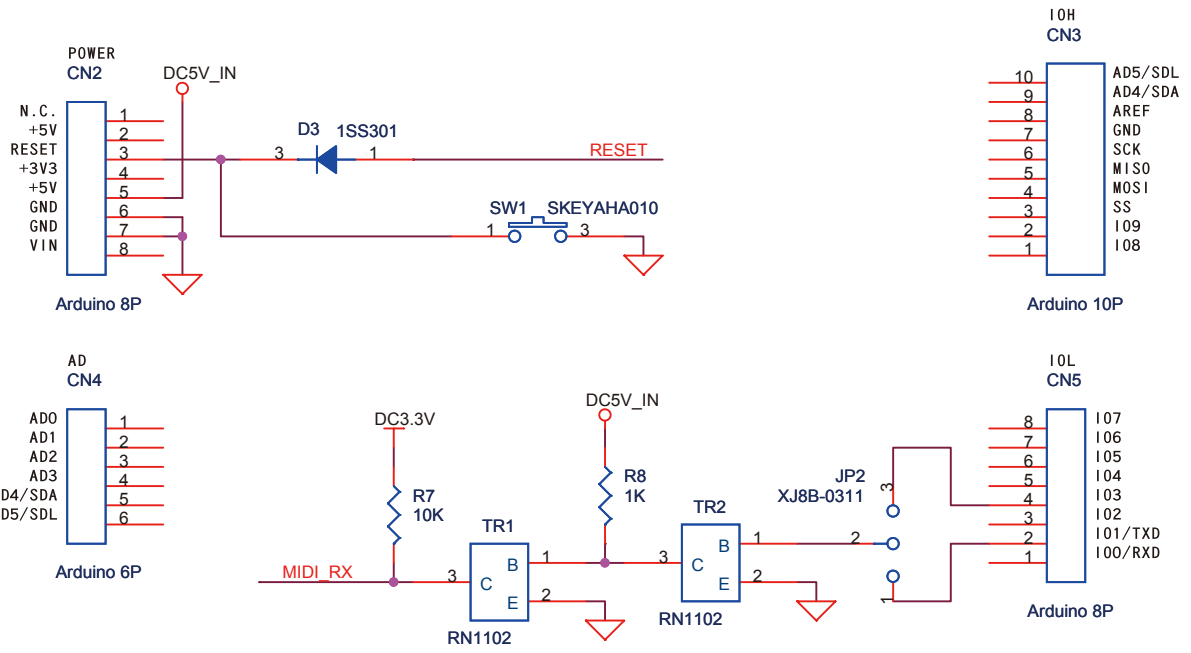 POWER
CN2
DC5V_IN
N.C.
+5V
RESET
+3V3
+5V
GND
GND
VIN
1
2
3
4
5
6
7
8
Arduino 8P
D3 1SS301
3 1
RESET
SW1 SKEYAHA010
1 3
IOH
CN3
10
9
8
7
6
5
4
3
2
1
AD5/SDL
AD4/SDA
AREF
GND
SCK
MISO
MOSI
SS
IO9
IO8
Arduino 10P
AD
CN4
AD0
AD1
AD2
AD3
D4/SDA
D5/SDL
1
2
3
4
5
6
Arduino 6P
DC3.3V
R7
10K
MIDI_RX
TR1
3
C
B
E
1
2
RN1102
DC5V_IN
R8
1K
TR2
3
C
B
E
1
2
RN1102
JP2
XJ8B-0311
3
2
1
IOL
CN5
8
7
6
5
4
3
2
1
IO7
IO6
IO5
IO4
IO3
IO2
IO1/TXD
IO0/RXD
Arduino 8P